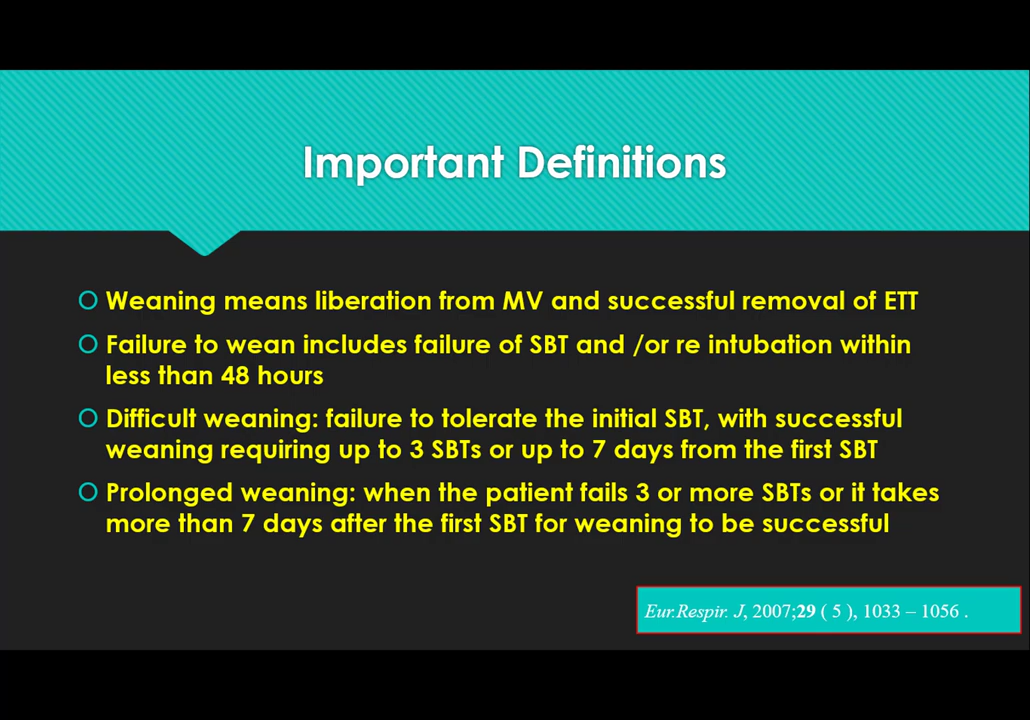 Important Definitions
Weaning means liberation from MV and successful removal of ETT
Failure to wean includes failure of SBT and /or re intubation within
less than 48 hours
Difficult weaning: failure to tolerate the initial SBT, with successful
weaning requiring up to 3 SBTs or up to 7 days from the first SBT
Prolonged weaning: when the patient fails 3 or more SBTs or it takes
more than 7 days after the first SBT for weaning to be successful
Eur.Respir. J, 2007;29 ( 5 ), 1033 – 1056 .